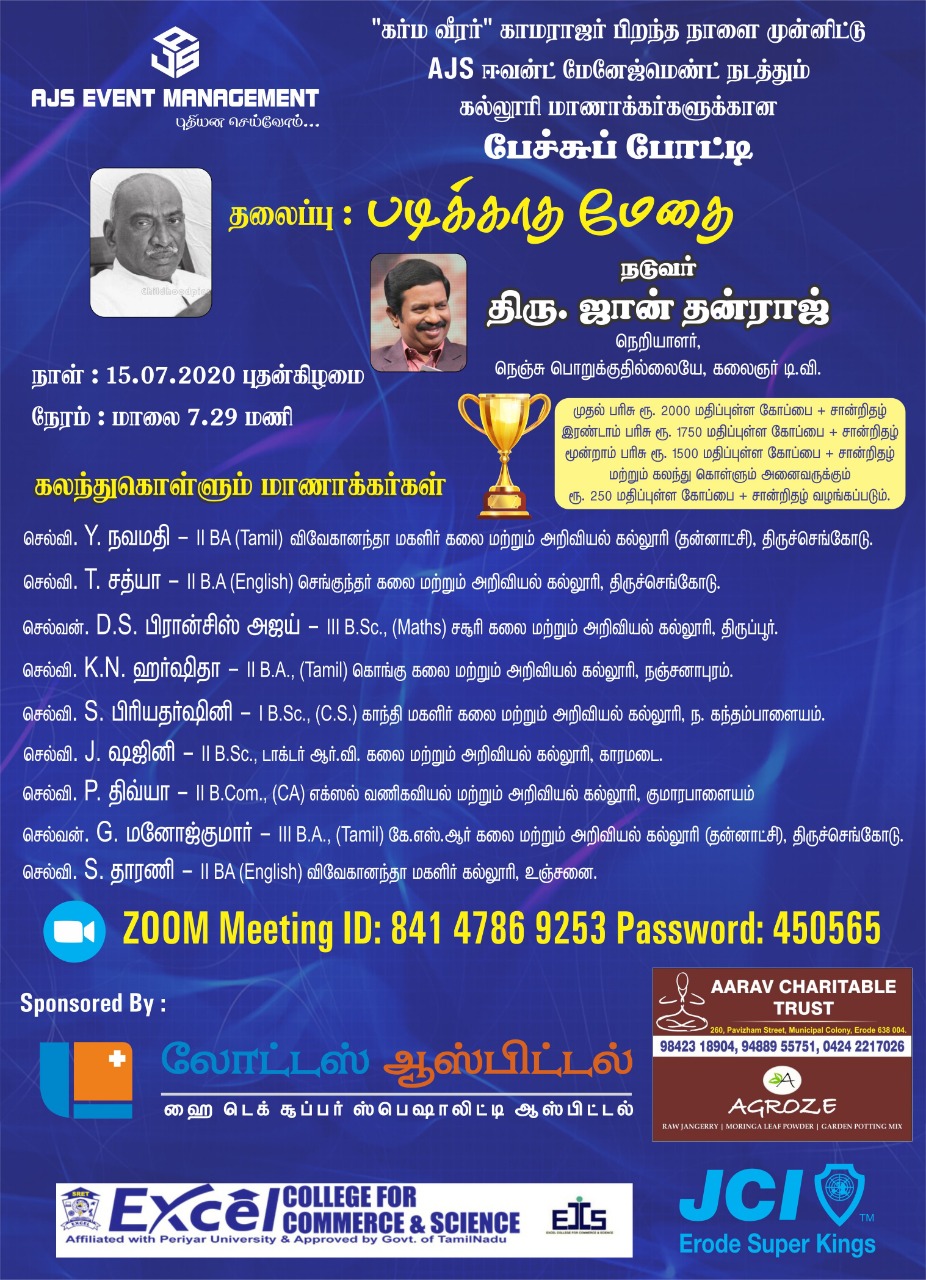 "கர்ம வீரர்" காமராஜர் பிறந்த நாளை முன்னிட்டு
AJS ஈவன்ட் மேனேஜ்மெண்ட் நடத்தும்
கல்லூரி மாணாக்கர்களுக்கான
பேச்சுப் போட்டி
AJS
AJS EVENT MANAGEMENT
புதியன செய்வோம்...
தலைப்பு : படிக்காத மேதை
நடுவர்
திரு. ஜான் தன்ராஜ்
நெறியாளர்,
நெஞ்சு பொறுக்குதில்லையே, கலைஞர் டி.வி.
நாள் : 15.07.2020 புதன்கிழமை
நேரம் : மாலை 7.29 மணி
முதல் பரிசு ரூ. 2000 மதிப்புள்ள கோப்பை + சான்றிதழ்
இரண்டாம் பரிசு ரூ. 1750 மதிப்புள்ள கோப்பை + சான்றிதழ்
மூன்றாம் பரிசு ரூ. 1500 மதிப்புள்ள கோப்பை + சான்றிதழ்
மற்றும் கலந்து கொள்ளும் அனைவருக்கும்
ரூ. 250 மதிப்புள்ள கோப்பை + சான்றிதழ் வழங்கப்படும்.
கலந்துகொள்ளும் மாணாக்கர்கள்
செல்வி. Y. நவமதி – II BA (Tamil) விவேகானந்தா மகளிர் கலை மற்றும் அறிவியல் கல்லூரி (தன்னாட்சி), திருச்செங்கோடு.
செல்வி. T. சத்யா – II B.A (English) செங்குந்தர் கலை மற்றும் அறிவியல் கல்லூரி, திருச்செங்கோடு.
செல்வன். D.S. பிரான்சிஸ் அஜய் – III B.Sc., (Maths) சசூரி கலை மற்றும் அறிவியல் கல்லூரி, திருப்பூர்.
செல்வி. K.N. ஹர்ஷிதா – II B.A., (Tamil) கொங்கு கலை மற்றும் அறிவியல் கல்லூரி, நஞ்சனாபுரம்.
செல்வி. S. பிரியதர்ஷினி – I B.Sc., (C.S.) காந்தி மகளிர் கலை மற்றும் அறிவியல் கல்லூரி, ந. கந்தம்பாளையம்.
செல்வி. J. ஷஜினி – II B.Sc., டாக்டர் ஆர்.வி. கலை மற்றும் அறிவியல் கல்லூரி, காரமடை.
செல்வி. P. திவ்யா – II B.Com., (CA) எக்ஸல் வணிகவியல் மற்றும் அறிவியல் கல்லூரி, குமாரபாளையம்
செல்வன். G. மனோஜ்குமார் – III B.A., (Tamil) கே.எஸ்.ஆர் கலை மற்றும் அறிவியல் கல்லூரி (தன்னாட்சி), திருச்செங்கோடு.
செல்வி. S. தாரணி – II BA (English) விவேகானந்தா மகளிர் கல்லூரி, உஞ்சனை.
ZOOM Meeting ID: 841 4786 9253 Password: 450565
Sponsored By :
லோட்டஸ் ஆஸ்பிட்டல்
ஹை டெக் சூப்பர் ஸ்பெஷாலிட்டி ஆஸ்பிட்டல்
AARAV CHARITABLE
TRUST
260, Pavizham Street, Municipal Colony, Erode 638 004.
98423 18904, 94889 55751, 0424 2217026
AGROZE
RAW JANGERRY | MORINGA LEAF POWDER | GARDEN POTTING MIX
SRET
EXCEL
Excel COLLEGE FOR
COMMERCE & SCIENCE
Affiliated with Periyar University & Approved by Govt. of TamilNadu
EXCEL COLLEGE FOR COMMERCE & SCIENCE
JCI TM
Erode Super Kings